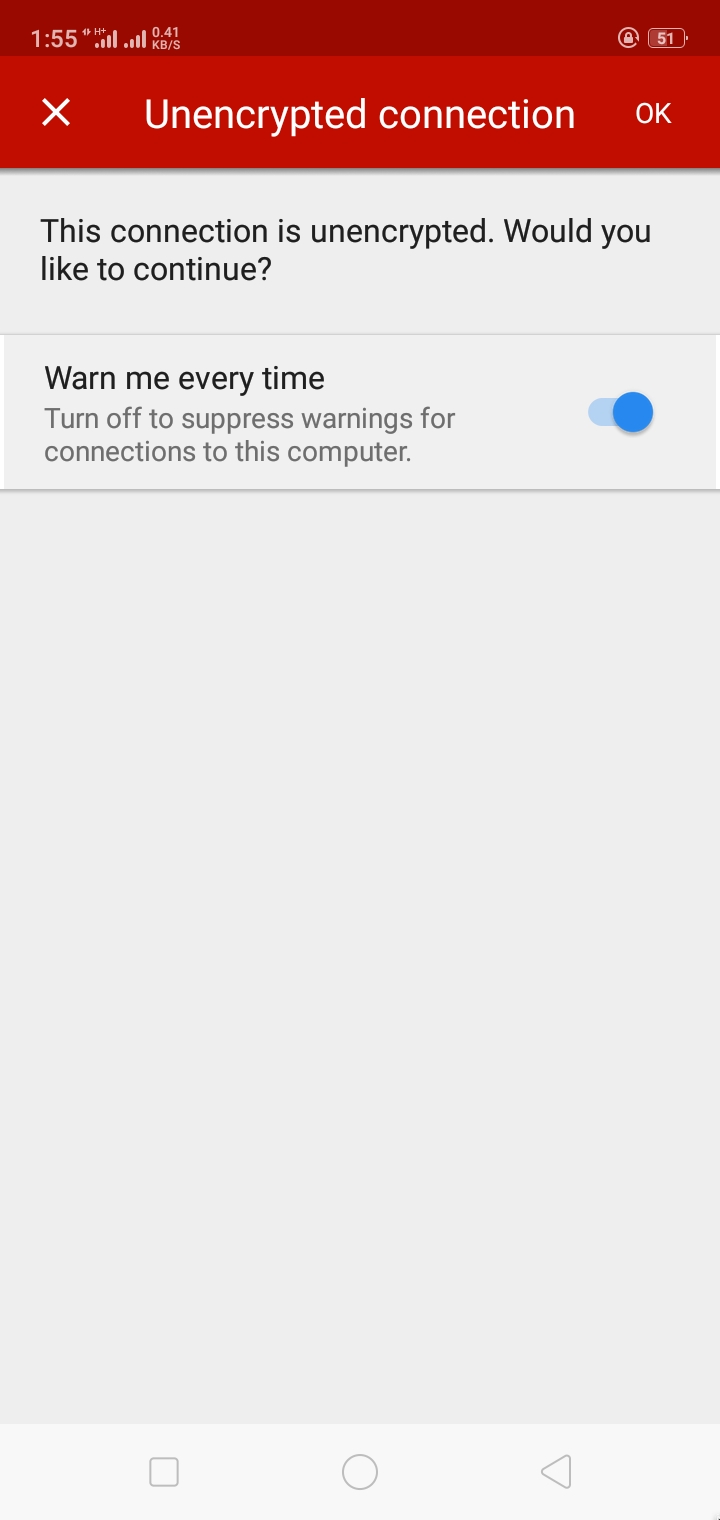 1:55 H+ 0.41 KB/S 51
Unencrypted connection OK
This connection is unencrypted. Would you
like to continue?
Warn me every time
Turn off to suppress warnings for
connections to this computer.